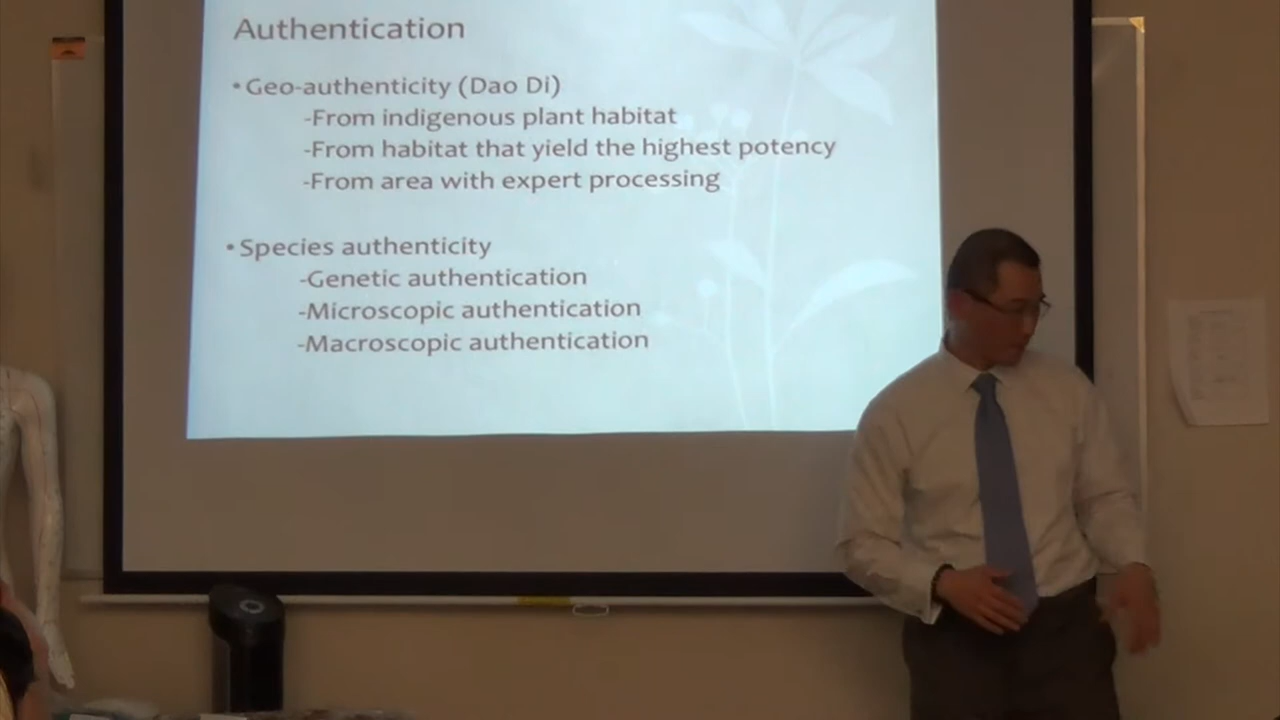 Authentication
• Geo-authenticity (Dao Di)
-From indigenous plant habitat
-From habitat that yield the highest potency
-From area with expert processing
• Species authenticity
-Genetic authentication
-Microscopic authentication
-Macroscopic authentication